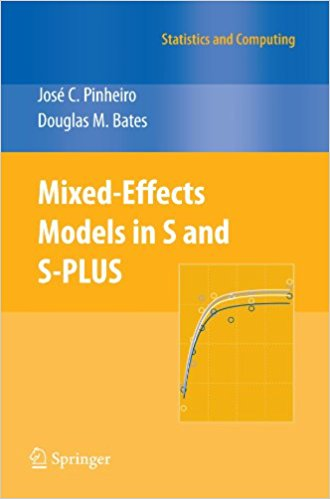 Statistics and Computing
José C. Pinheiro
Douglas M. Bates
Mixed-Effects
Models in S and
S-PLUS
Springer